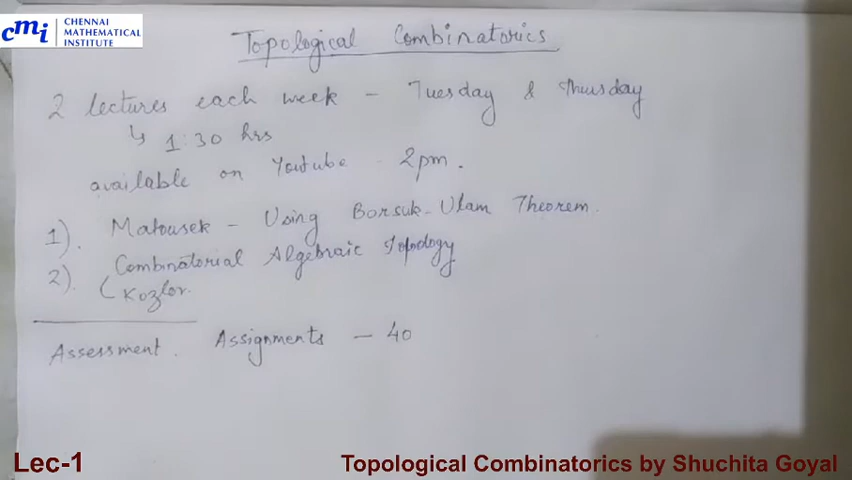 cmi CHENNAI
MATHEMATICAL
INSTITUTE
Topological Combinatorics
2 lectures each week - Tuesday & Thursday
↳ 1:30 hrs
available on Youtube - 2pm.
1). Matousek - Using Borsuk-Ulam Theorem.
2). Combinatorial Algebraic Topology
(Kozlov.
Assessment. Assignments - 40
Lec-1
Topological Combinatorics by Shuchita Goyal